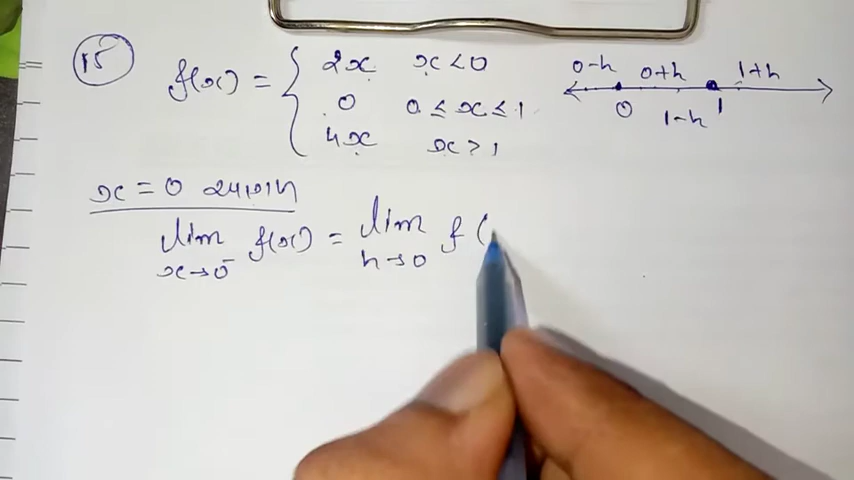 15
f(x) = { 2x x < 0
0 0 ≤ x ≤ 1
4x x > 1
0-h 0+h 1+h
0 1-h 1
x = 0
lim x→0⁻ f(x) = lim h→0 f(